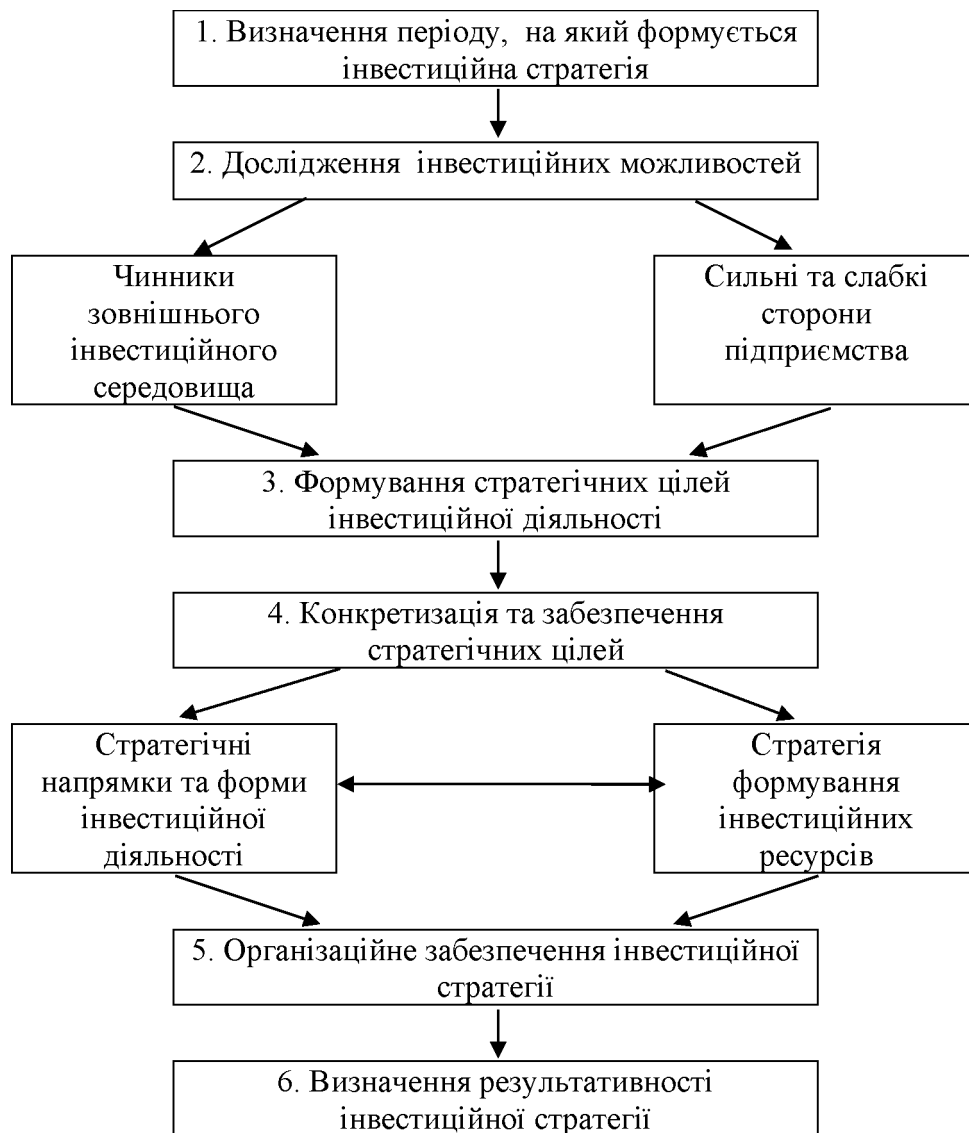 1. Визначення періоду, на який формується
інвестиційна стратегія
2. Дослідження інвестиційних можливостей
Чинники
зовнішнього
інвестиційного
середовища
Сильні та слабкі
сторони
підприємства
3. Формування стратегічних цілей
інвестиційної діяльності
4. Конкретизація та забезпечення
стратегічних цілей
Стратегічні
напрямки та форми
інвестиційної
діяльності
Стратегія
формування
інвестиційних
ресурсів
5. Організаційне забезпечення інвестиційної
стратегії
6. Визначення результативності
інвестиційної стратегії